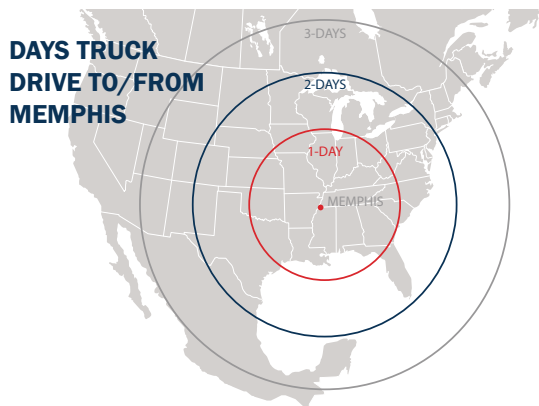 DAYS TRUCK
DRIVE TO/FROM
MEMPHIS
3-DAYS
2-DAYS
1-DAY
MEMPHIS